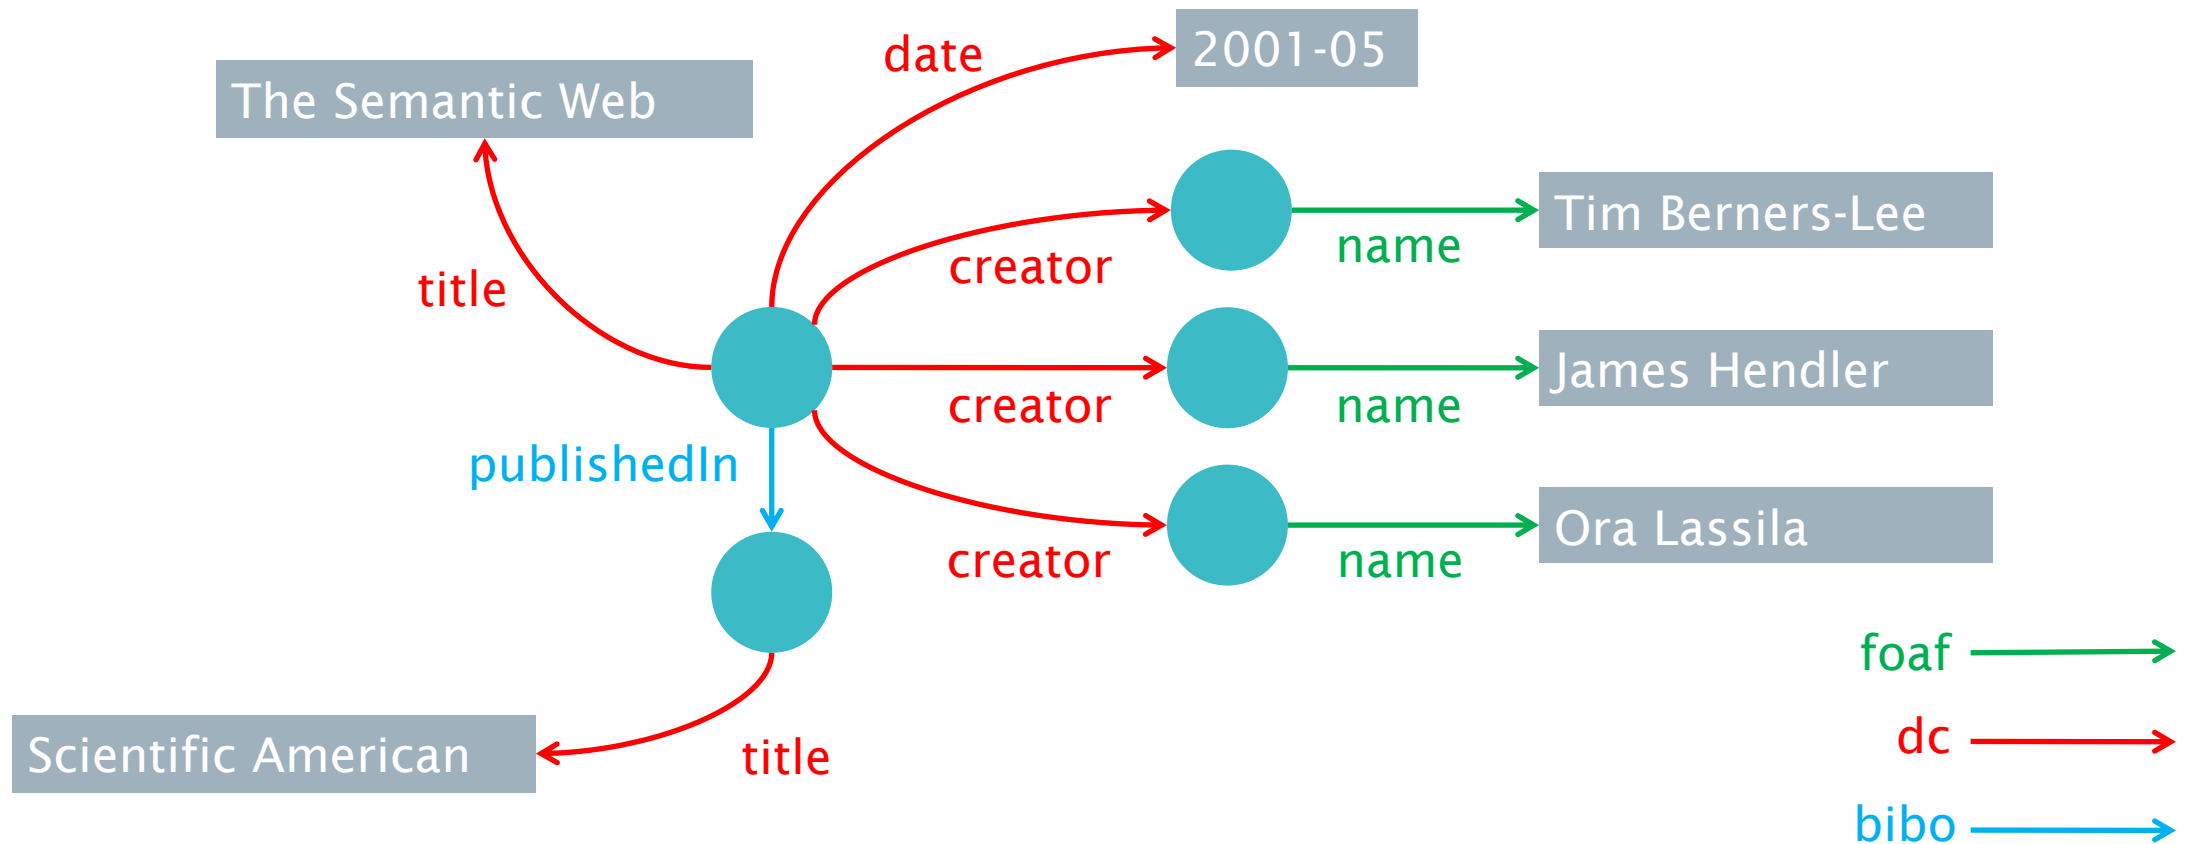 date
2001-05
The Semantic Web
Tim Berners-Lee
name
creator
title
James Hendler
creator
name
publishedIn
Ora Lassila
creator
name
foaf
dc
Scientific American
title
bibo